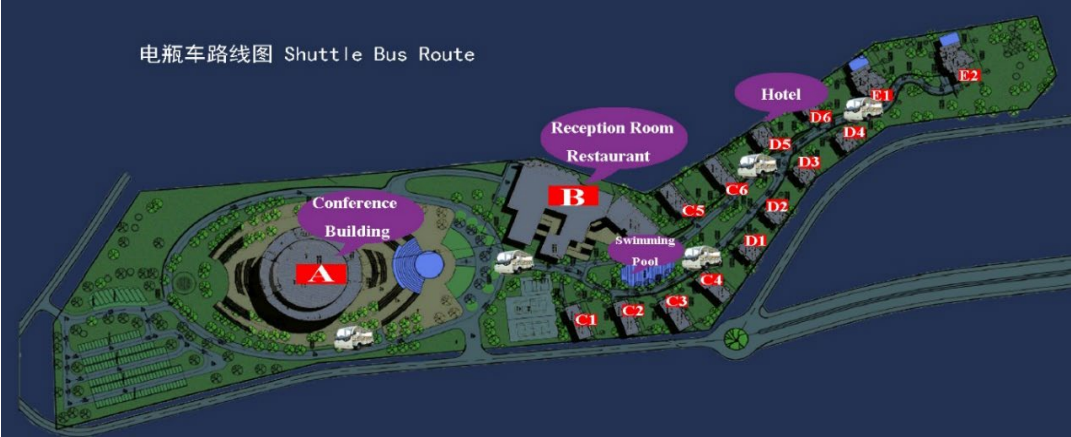 电瓶车路线图 Shuttle Bus Route
Conference
Building
A
Reception Room
Restaurant
B
Swimming
Pool
Hotel
C1
C2
C3
C4
C5
C6
D1
D2
D3
D4
D5
D6
E1
E2